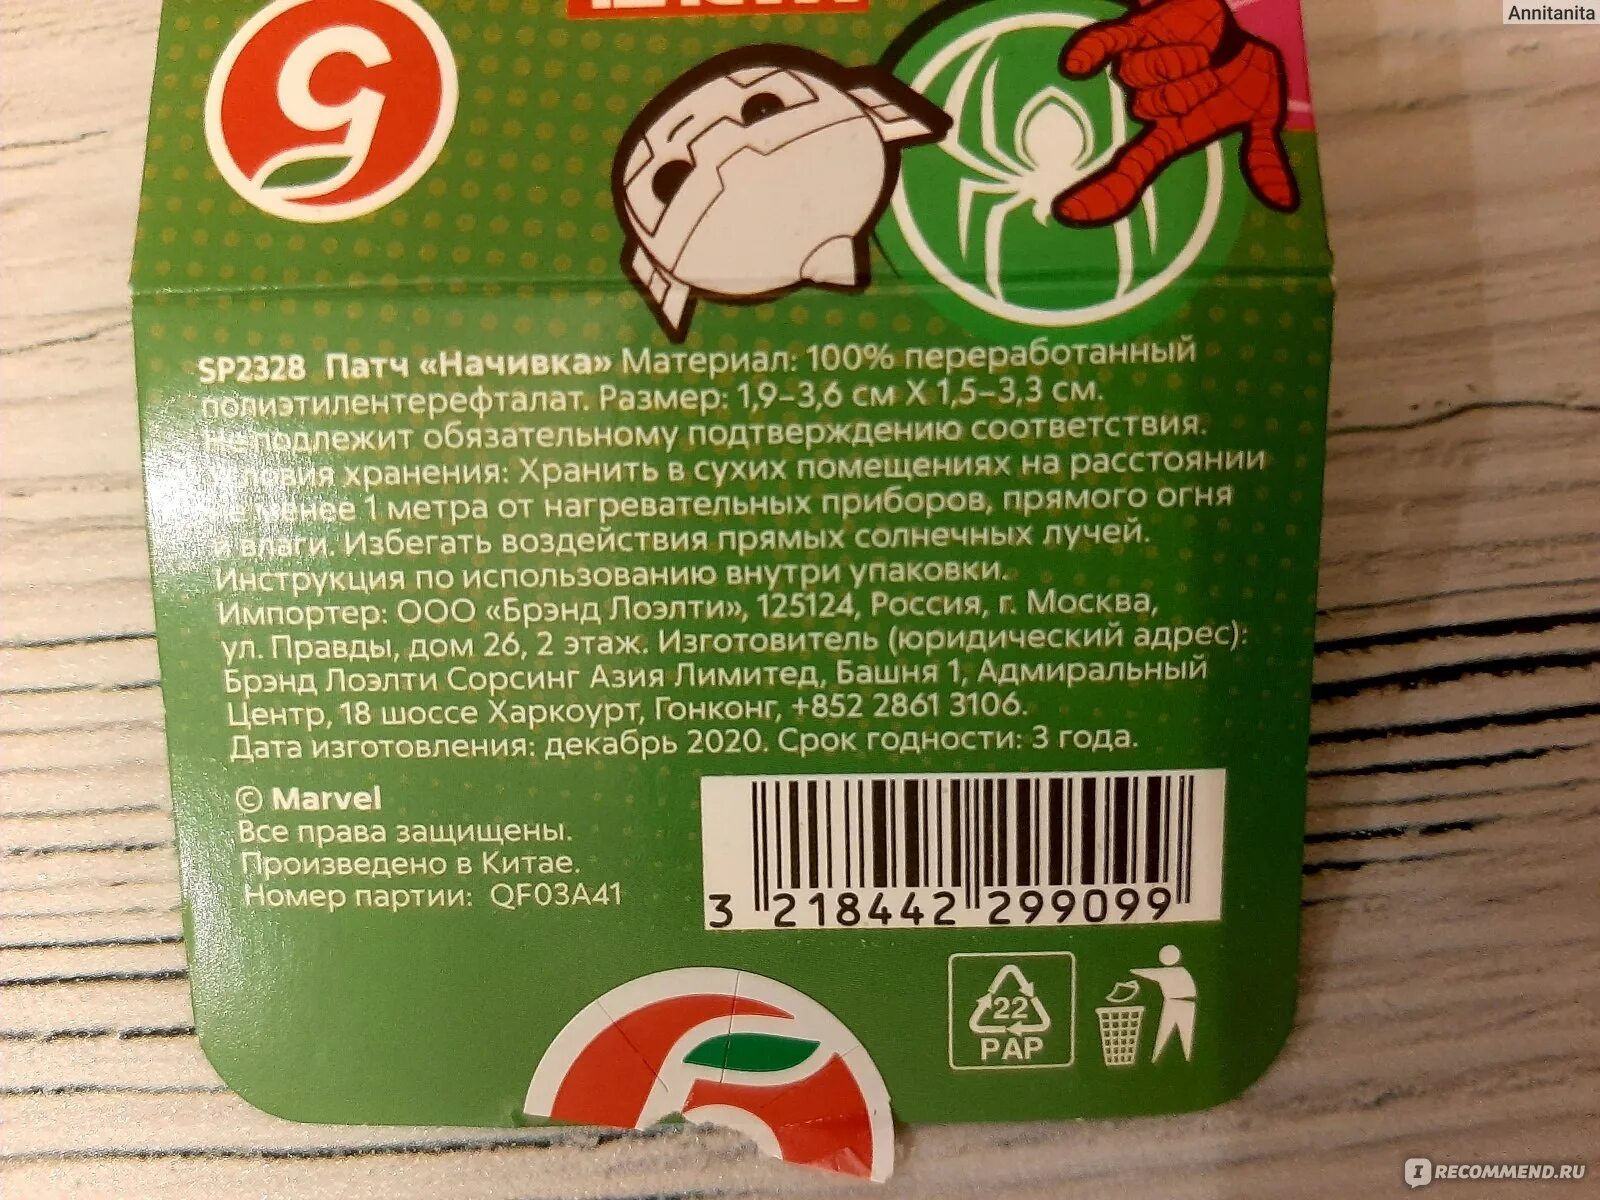 Annitanita
SP2328 Патч «Начивка» Материал: 100% переработанный
полиэтилентерефталат. Размер: 1,9–3,6 см X 1,5–3,3 см.
Не подлежит обязательному подтверждению соответствия.
Условия хранения: Хранить в сухих помещениях на расстоянии
не менее 1 метра от нагревательных приборов, прямого огня
и влаги. Избегать воздействия прямых солнечных лучей.
Инструкция по использованию внутри упаковки.
Импортер: ООО «Брэнд Лоэлти», 125124, Россия, г. Москва,
ул. Правды, дом 26, 2 этаж. Изготовитель (юридический адрес):
Брэнд Лоэлти Сорсинг Азия Лимитед, Башня 1, Адмиральный
Центр, 18 шоссе Харкоурт, Гонконг, +852 2861 3106.
Дата изготовления: декабрь 2020. Срок годности: 3 года.
© Marvel
Все права защищены.
Произведено в Китае.
Номер партии: QF03A41
3 218442 299099
22
PAP
IRECOMMEND.RU